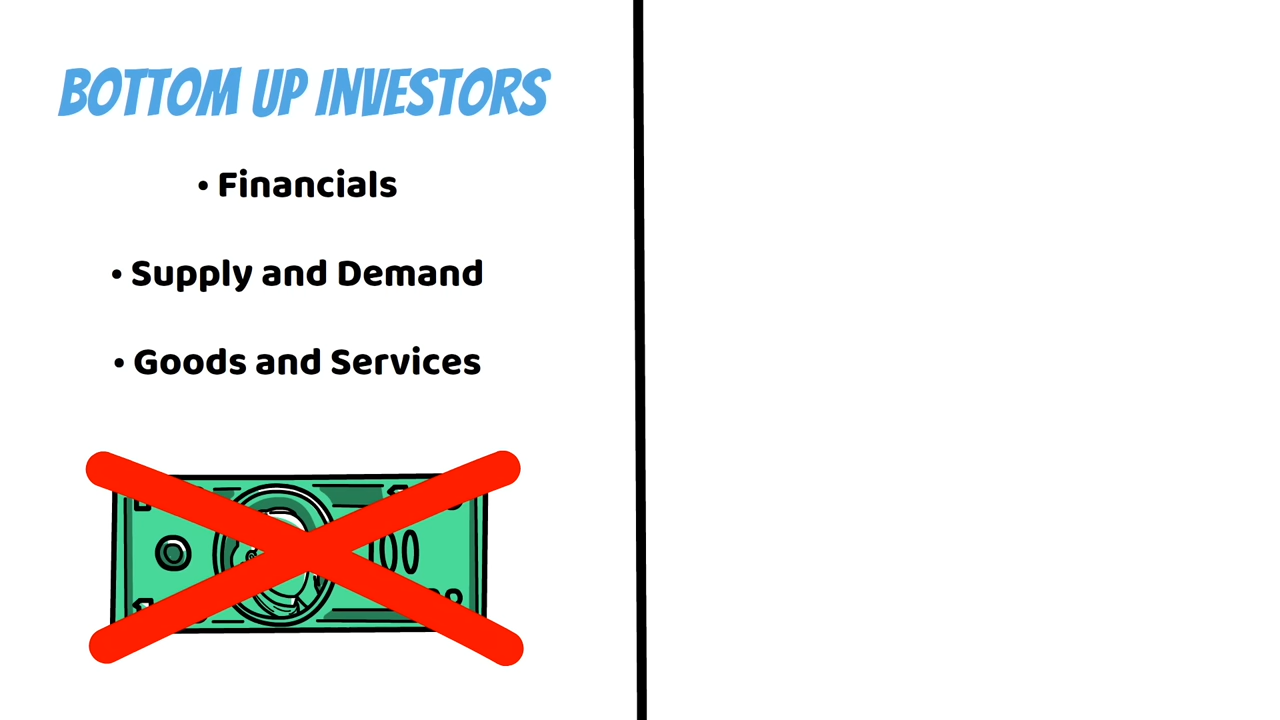 BOTTOM UP INVESTORS
• Financials
• Supply and Demand
• Goods and Services